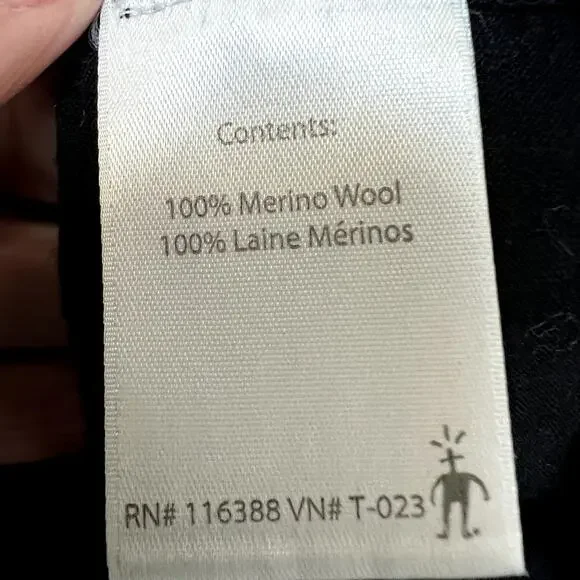 Contents:
100% Merino Wool
100% Laine Mérinos
RN# 116388 VN# T-023